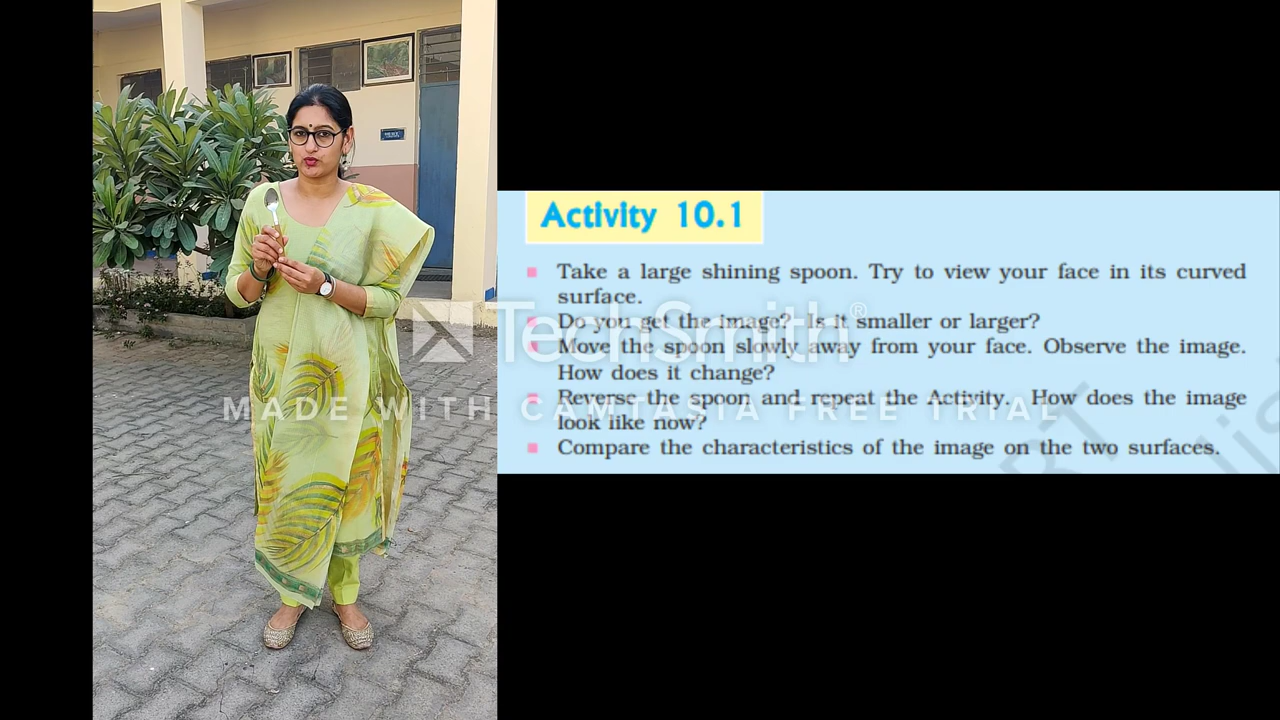 Activity 10.1
Take a large shining spoon. Try to view your face in its curved
surface.
Do you get the image? Is it smaller or larger?
Move the spoon slowly away from your face. Observe the image.
How does it change?
Reverse the spoon and repeat the Activity. How does the image
look like now?
Compare the characteristics of the image on the two surfaces.
TechSmith®
MADE WITH CAMTASIA FREE TRIAL